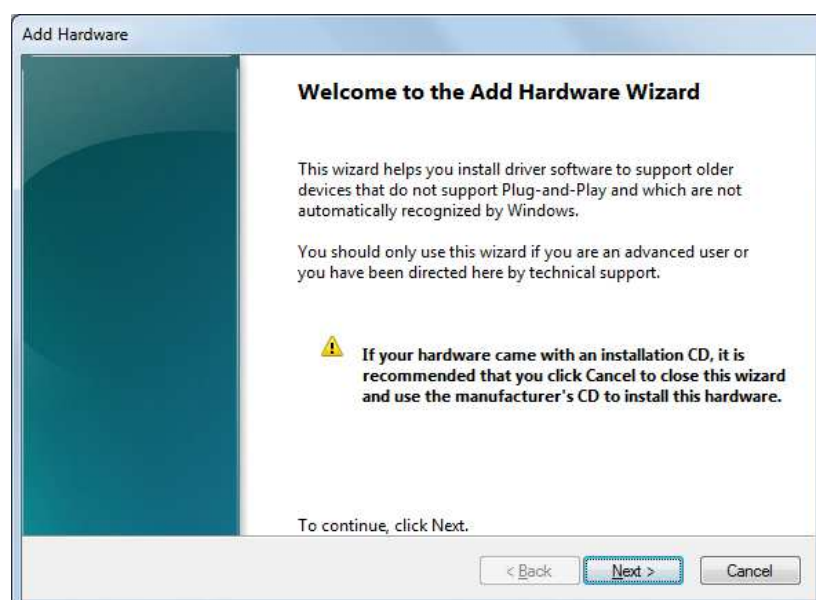 Add Hardware
Welcome to the Add Hardware Wizard
This wizard helps you install driver software to support older
devices that do not support Plug-and-Play and which are not
automatically recognized by Windows.
You should only use this wizard if you are an advanced user or
you have been directed here by technical support.
If your hardware came with an installation CD, it is
recommended that you click Cancel to close this wizard
and use the manufacturer's CD to install this hardware.
To continue, click Next.
< Back Next > Cancel